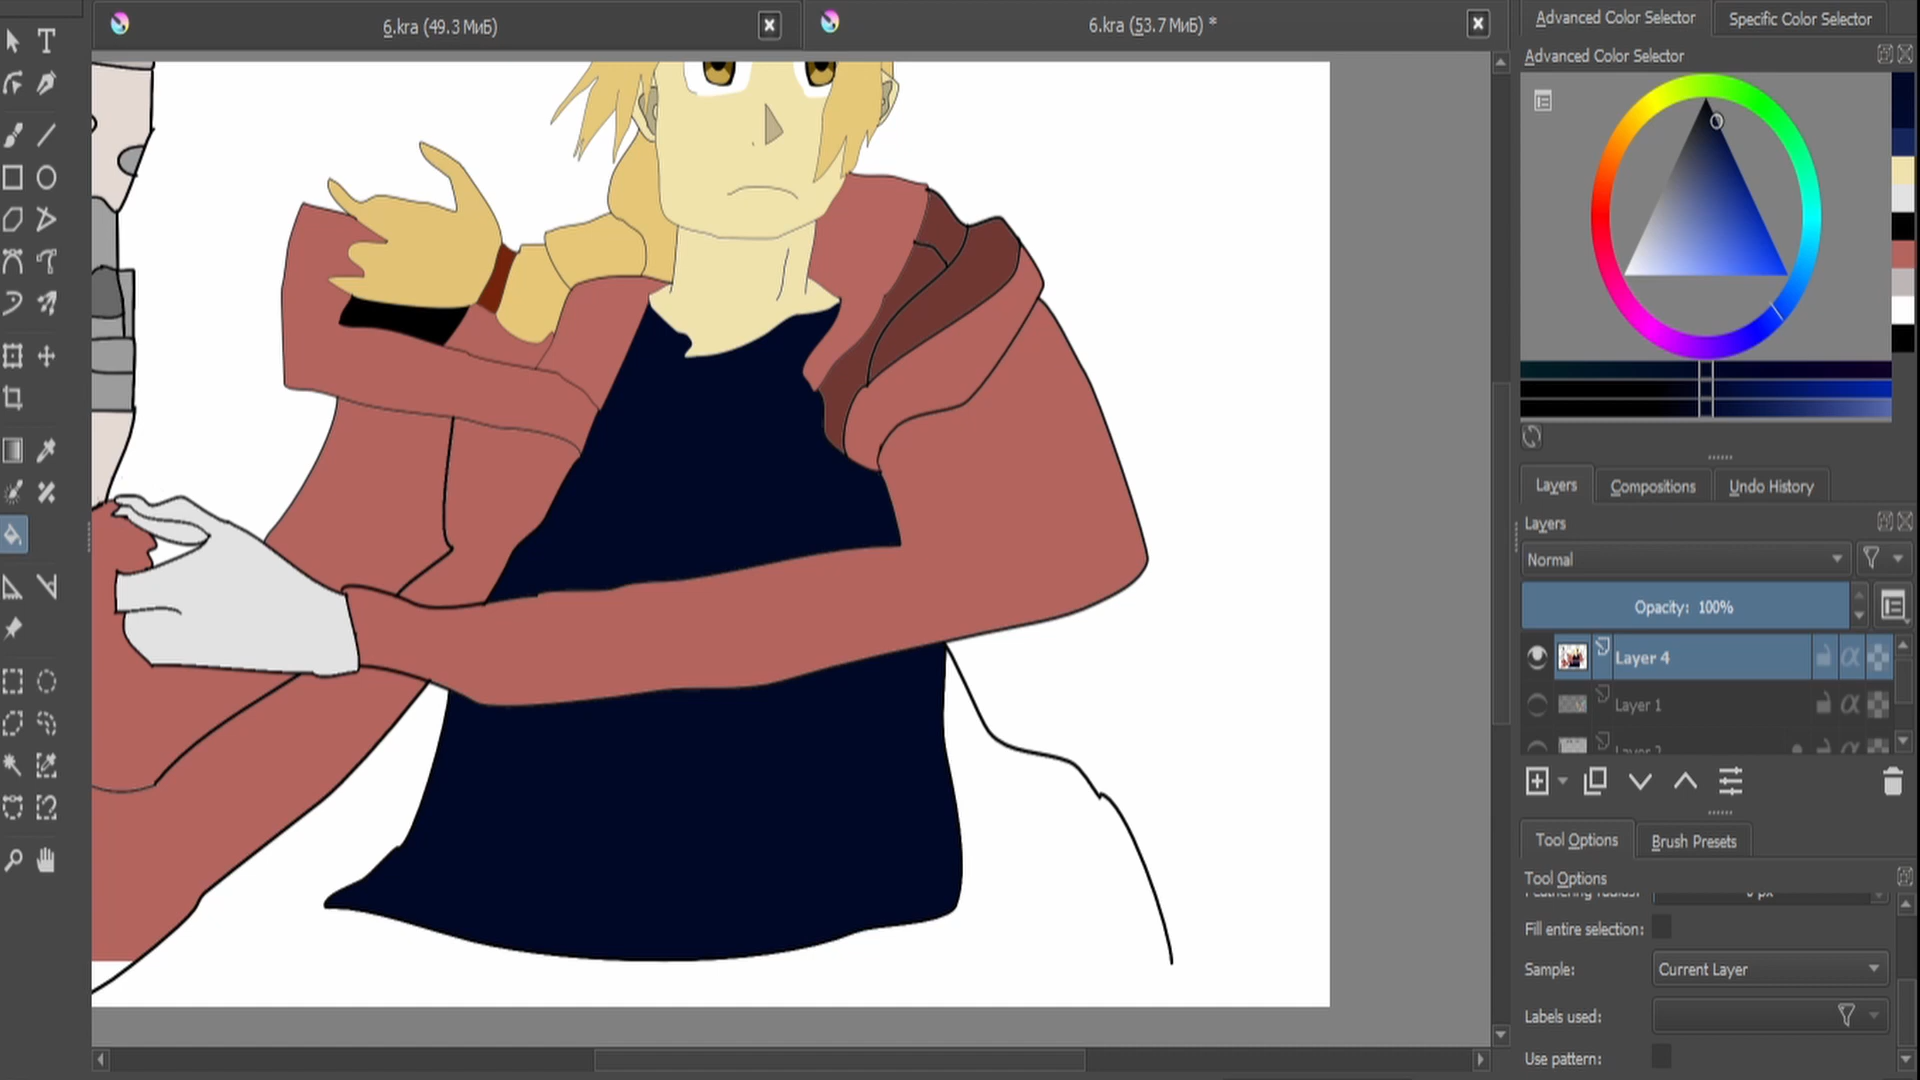 6.kra (49.3 МиБ)
6.kra (53.7 МиБ) *
Advanced Color Selector
Specific Color Selector
Advanced Color Selector
Layers
Compositions
Undo History
Layers
Normal
Opacity: 100%
Layer 4
Layer 1
Tool Options
Brush Presets
Tool Options
Fill entire selection:
Sample:
Current Layer
Labels used:
Use pattern: